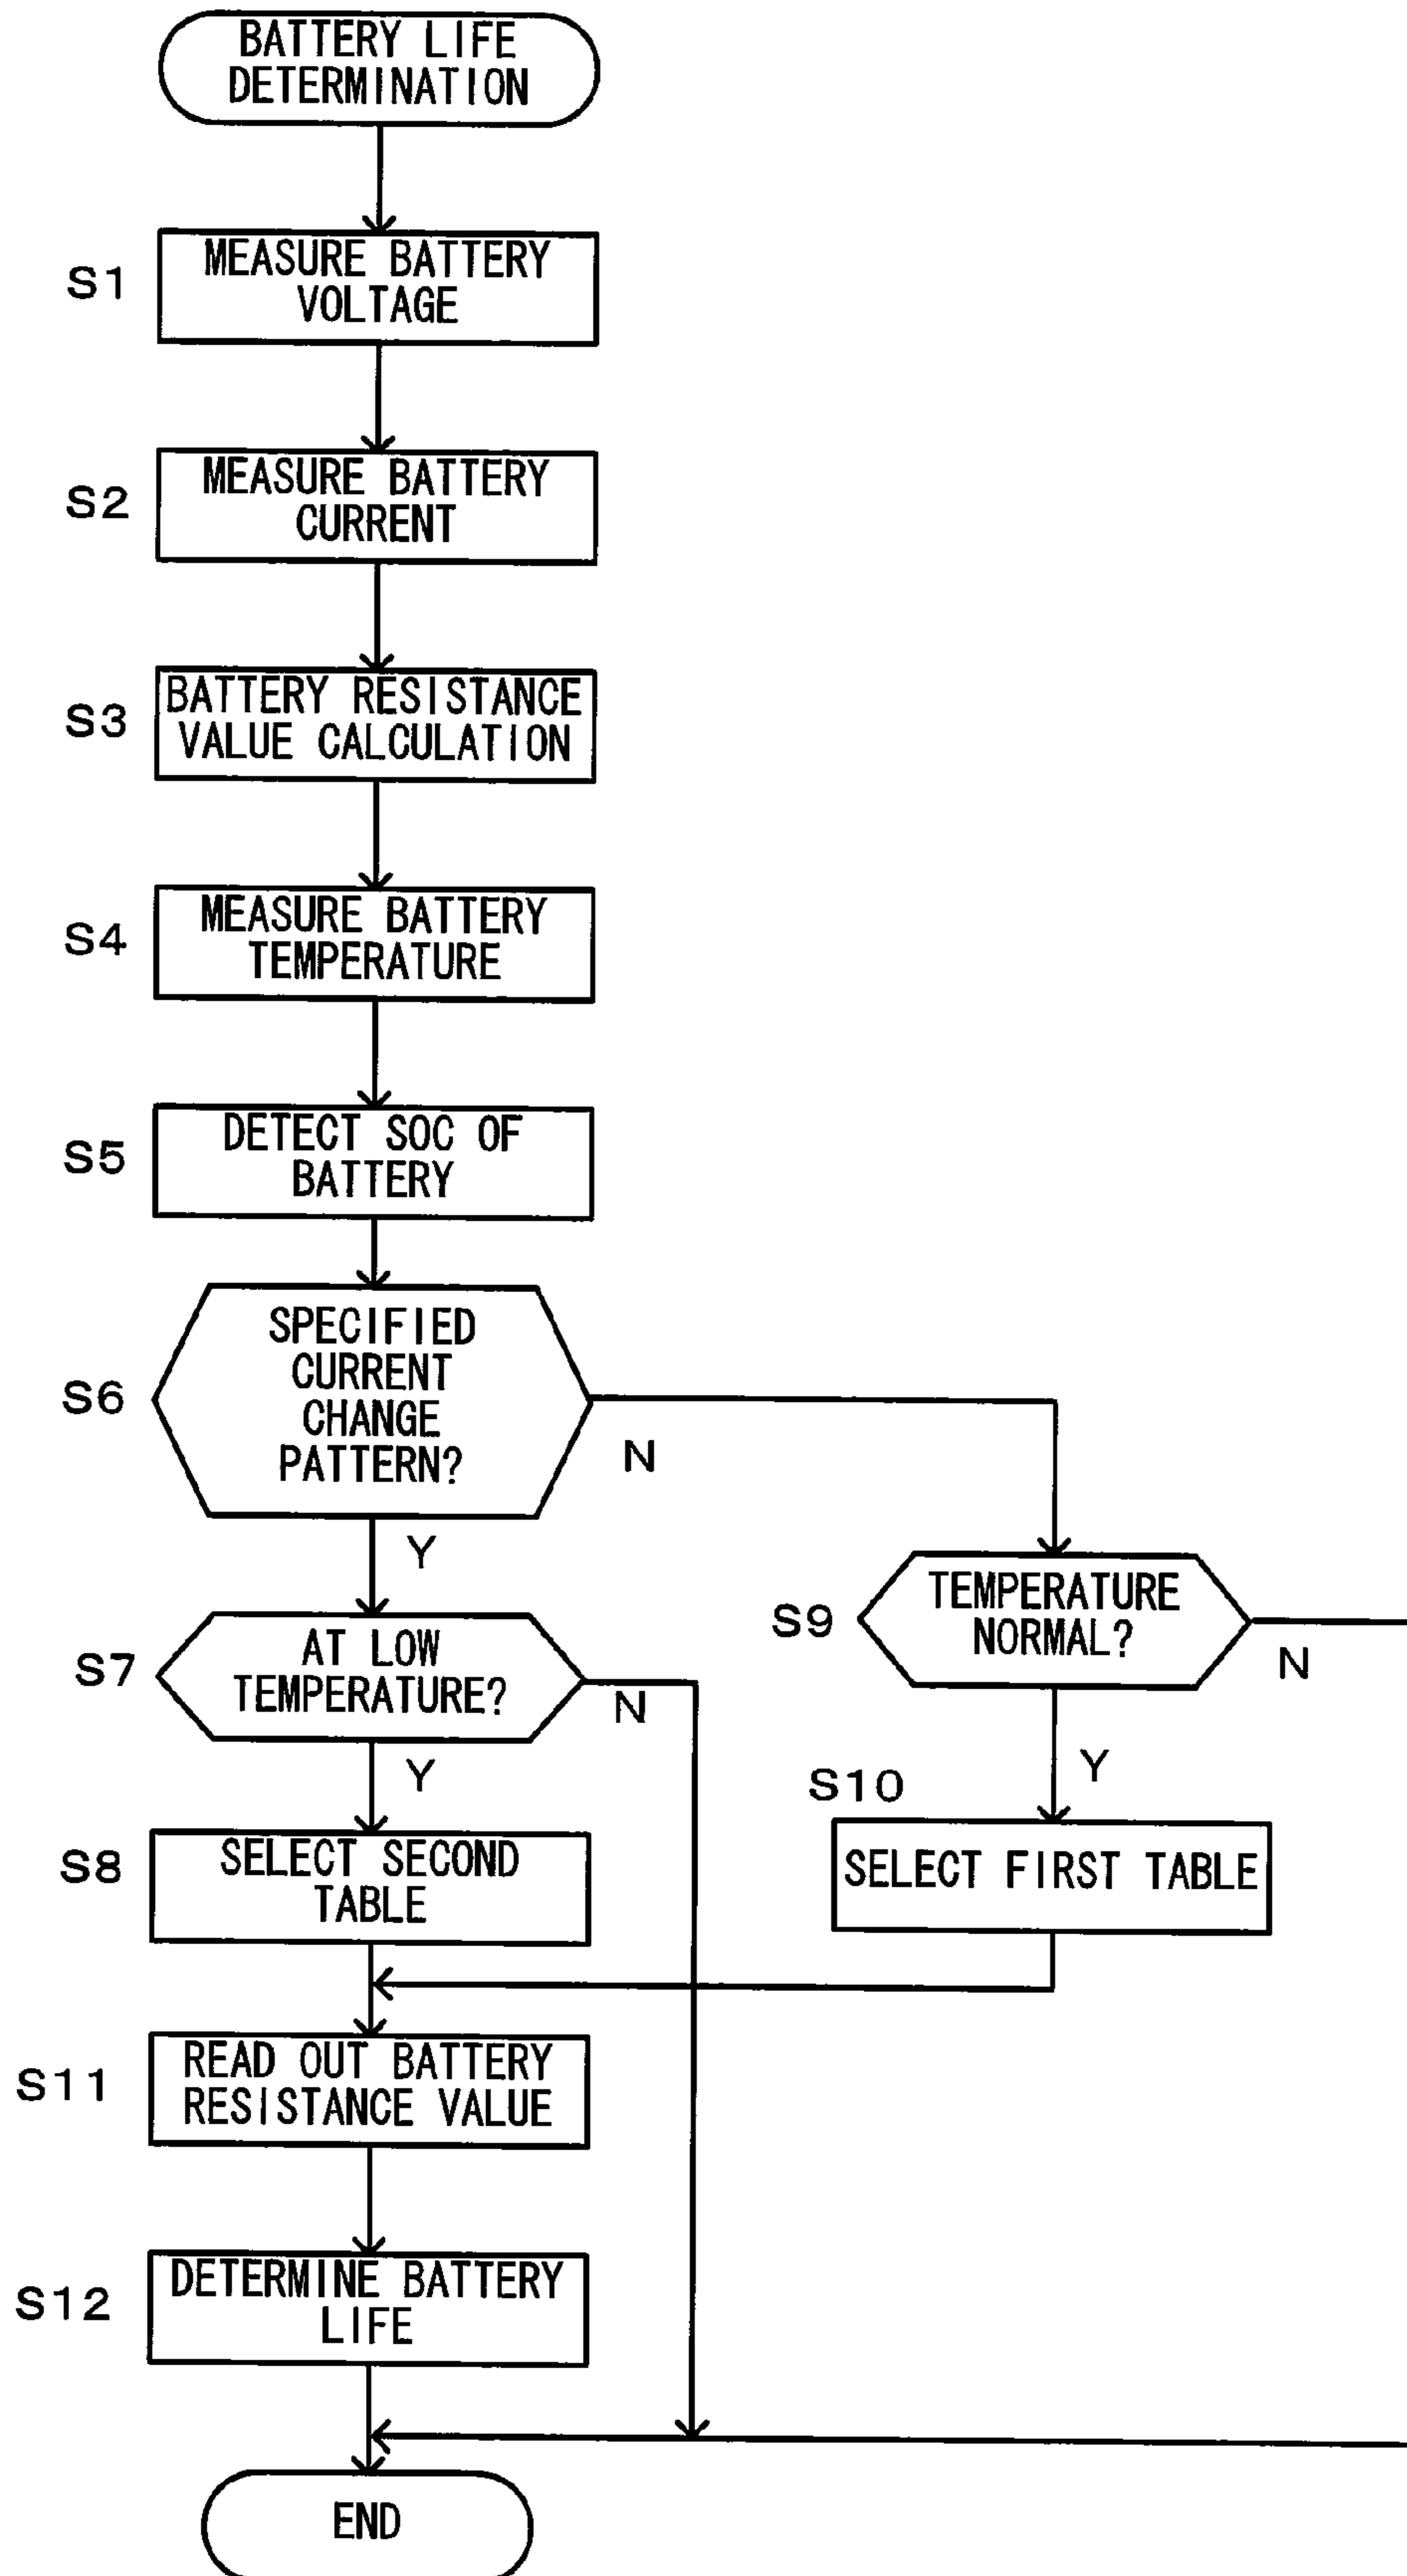 BATTERY LIFE
DETERMINATION
S1
MEASURE BATTERY
VOLTAGE
S2
MEASURE BATTERY
CURRENT
S3
BATTERY RESISTANCE
VALUE CALCULATION
S4
MEASURE BATTERY
TEMPERATURE
S5
DETECT SOC OF
BATTERY
S6
SPECIFIED
CURRENT
CHANGE
PATTERN?
N
Y
S7
AT LOW
TEMPERATURE?
N
Y
S9
TEMPERATURE
NORMAL?
N
Y
S8
SELECT SECOND
TABLE
S10
SELECT FIRST TABLE
S11
READ OUT BATTERY
RESISTANCE VALUE
S12
DETERMINE BATTERY
LIFE
END